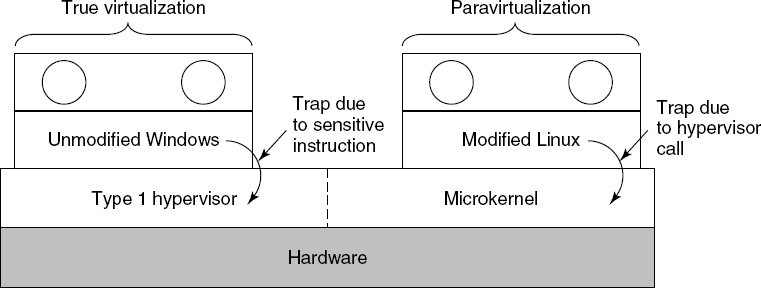 True virtualization
Paravirtualization
Trap due
to sensitive
instruction
Trap due
to hypervisor
call
Unmodified Windows
Modified Linux
Type 1 hypervisor
Microkernel
Hardware